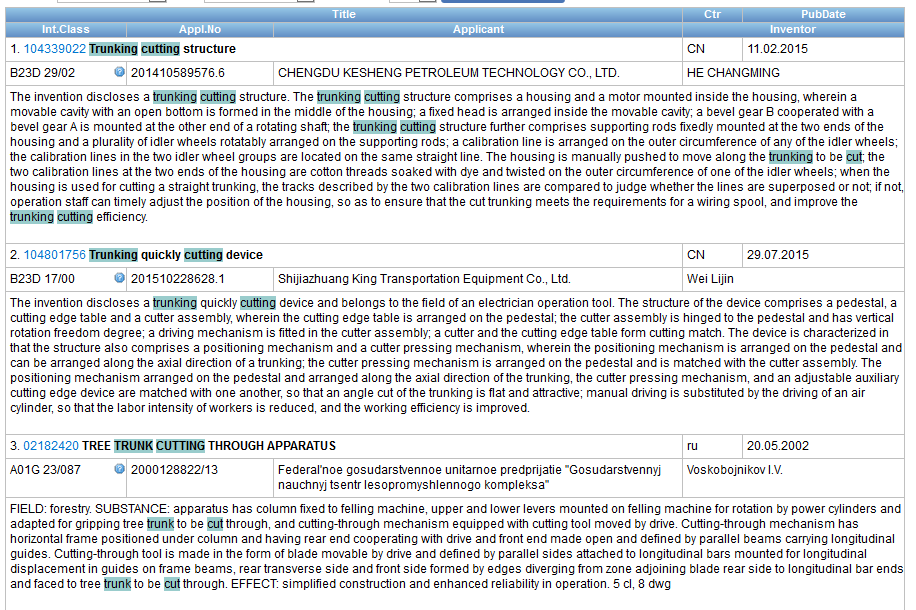 Title Ctr PubDate
Int.Class Appl.No Applicant Inventor
1. 104339022 Trunking cutting structure CN 11.02.2015
B23D 29/02 201410589576.6 CHENGDU KESHENG PETROLEUM TECHNOLOGY CO., LTD. HE CHANGMING
The invention discloses a trunking cutting structure. The trunking cutting structure comprises a housing and a motor mounted inside the housing, wherein a
movable cavity with an open bottom is formed in the middle of the housing; a fixed head is arranged inside the movable cavity; a bevel gear B cooperated with a
bevel gear A is mounted at the other end of a rotating shaft; the trunking cutting structure further comprises supporting rods fixedly mounted at the two ends of the
housing and a plurality of idler wheels rotatably arranged on the supporting rods; a calibration line is arranged on the outer circumference of any of the idler wheels;
the calibration lines in the two idler wheel groups are located on the same straight line. The housing is manually pushed to move along the trunking to be cut; the
two calibration lines at the two ends of the housing are cotton threads soaked with dye and twisted on the outer circumference of one of the idler wheels; when the
housing is used for cutting a straight trunking, the tracks described by the two calibration lines are compared to judge whether the lines are superposed or not; if not,
operation staff can timely adjust the position of the housing, so as to ensure that the cut trunking meets the requirements for a wiring spool, and improve the
trunking cutting efficiency.
2. 104801756 Trunking quickly cutting device CN 29.07.2015
B23D 17/00 201510228628.1 Shijiazhuang King Transportation Equipment Co., Ltd. Wei Lijin
The invention discloses a trunking quickly cutting device and belongs to the field of an electrician operation tool. The structure of the device comprises a pedestal, a
cutting edge table and a cutter assembly, wherein the cutting edge table is arranged on the pedestal; the cutter assembly is hinged to the pedestal and has vertical
rotation freedom degree; a driving mechanism is fitted in the cutter assembly; a cutter and the cutting edge table form cutting match. The device is characterized in
that the structure also comprises a positioning mechanism and a cutter pressing mechanism, wherein the positioning mechanism is arranged on the pedestal and
can be arranged along the axial direction of a trunking; the cutter pressing mechanism is arranged on the pedestal and is matched with the cutter assembly. The
positioning mechanism arranged on the pedestal and arranged along the axial direction of the trunking, the cutter pressing mechanism, and an adjustable auxiliary
cutting edge device are matched with one another, so that an angle cut of the trunking is flat and attractive; manual driving is substituted by the driving of an air
cylinder, so that the labor intensity of workers is reduced, and the working efficiency is improved.
3. 02182420 TREE TRUNK CUTTING THROUGH APPARATUS ru 20.05.2002
A01G 23/087 2000128822/13 Federal'noe gosudarstvennoe unitarnoe predprijatie "Gosudarstvennyj Voskobojnikov I.V.
nauchnyj tsentr lesopromyshlennogo kompleksa"
FIELD: forestry. SUBSTANCE: apparatus has column fixed to felling machine, upper and lower levers mounted on felling machine for rotation by power cylinders and
adapted for gripping tree trunk to be cut through, and cutting-through mechanism equipped with cutting tool moved by drive. Cutting-through mechanism has
horizontal frame positioned under column and having rear end cooperating with drive and front end made open and defined by parallel beams carrying longitudinal
guides. Cutting-through tool is made in the form of blade movable by drive and defined by parallel sides attached to longitudinal bars mounted for longitudinal
displacement in guides on frame beams, rear transverse side and front side formed by edges diverging from zone adjoining blade rear side to longitudinal bar ends
and faced to tree trunk to be cut through. EFFECT: simplified construction and enhanced reliability in operation. 5 cl, 8 dwg